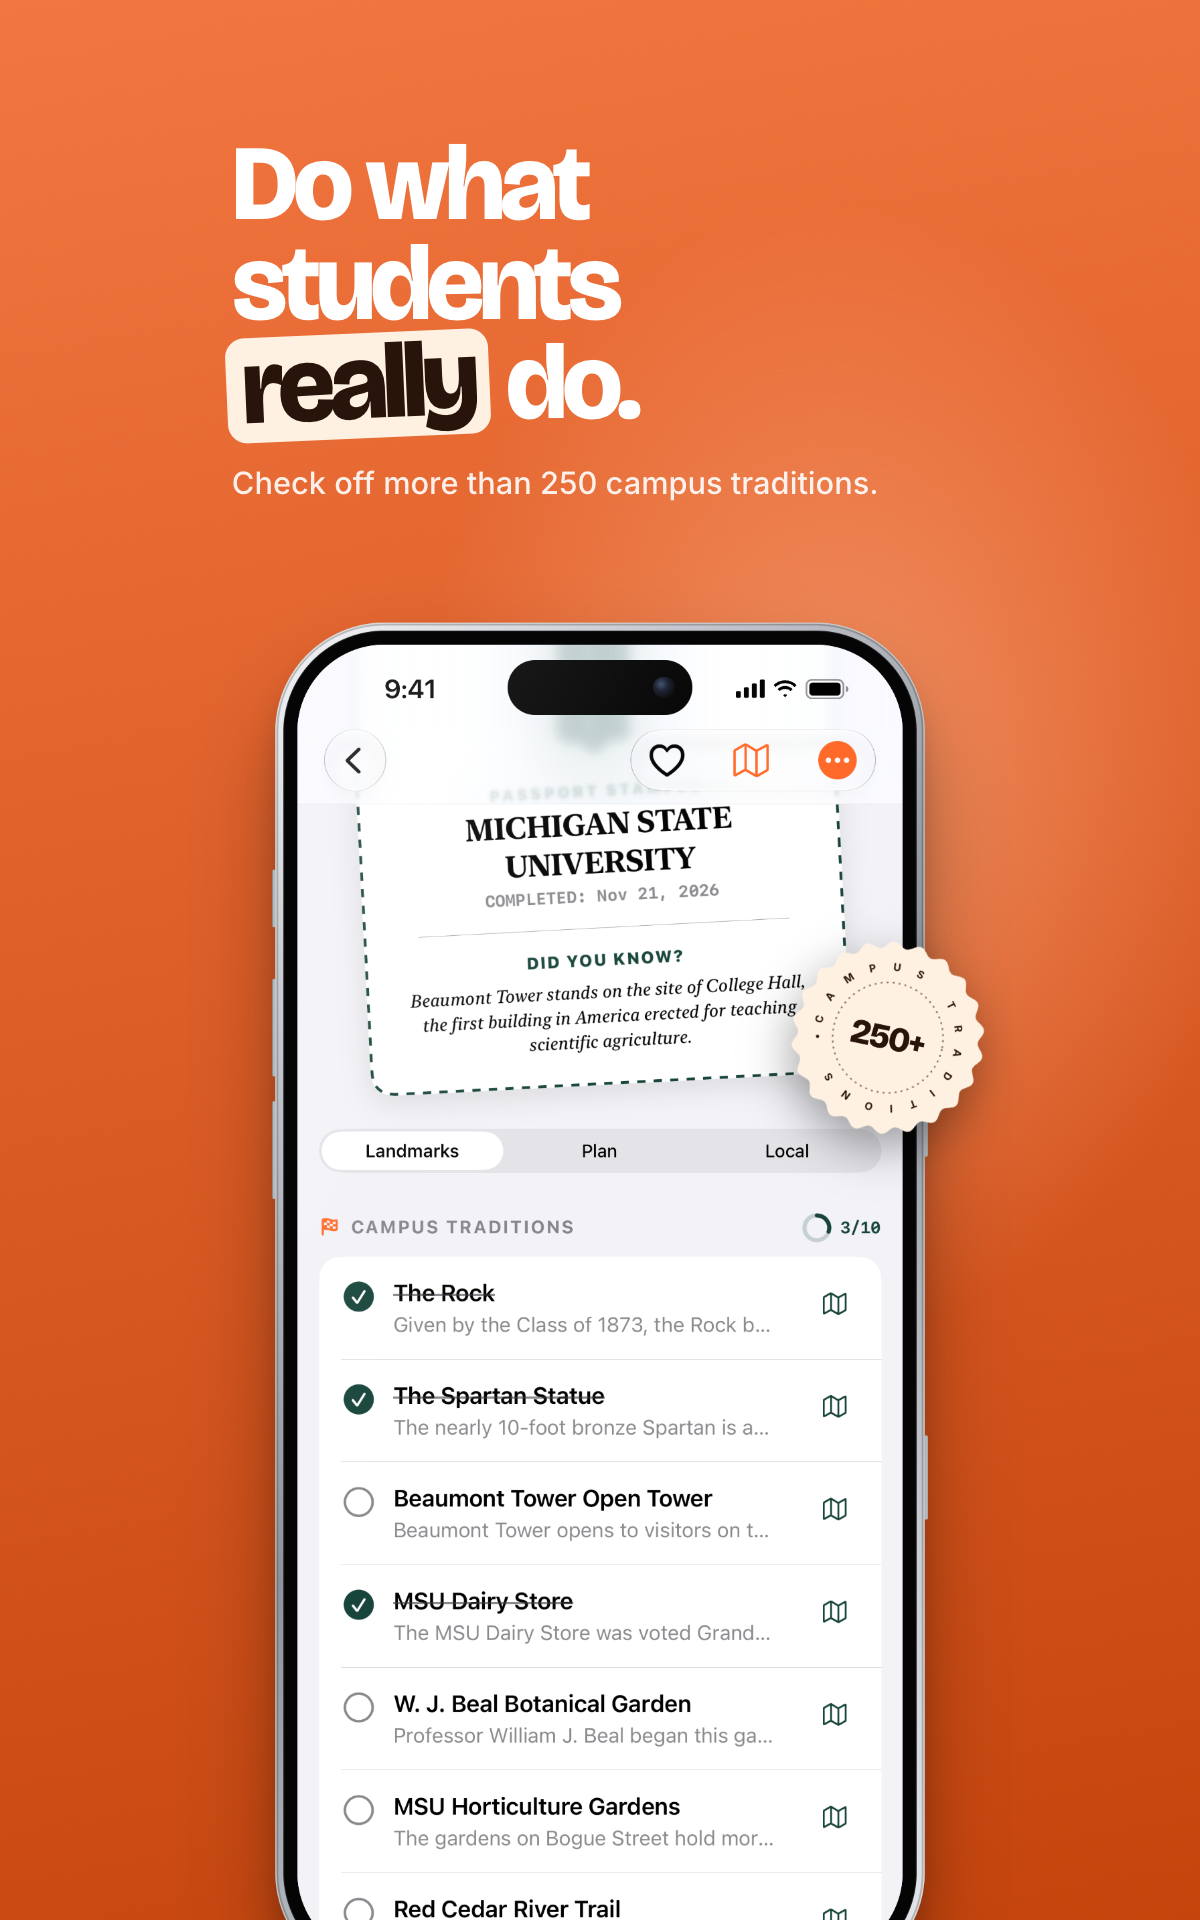 Do what
students
really do.
Check off more than 250 campus traditions.
9:41
MICHIGAN STATE
UNIVERSITY
COMPLETED: Nov 21, 2026
DID YOU KNOW?
Beaumont Tower stands on the site of College Hall,
the first building in America erected for teaching
scientific agriculture.
• CAMPUS TRADITIONS
250+
Landmarks Plan Local
CAMPUS TRADITIONS 3/10
The Rock
Given by the Class of 1873, the Rock b...
The Spartan Statue
The nearly 10-foot bronze Spartan is a...
Beaumont Tower Open Tower
Beaumont Tower opens to visitors on t...
MSU Dairy Store
The MSU Dairy Store was voted Grand...
W. J. Beal Botanical Garden
Professor William J. Beal began this ga...
MSU Horticulture Gardens
The gardens on Bogue Street hold mor...
Red Cedar River Trail